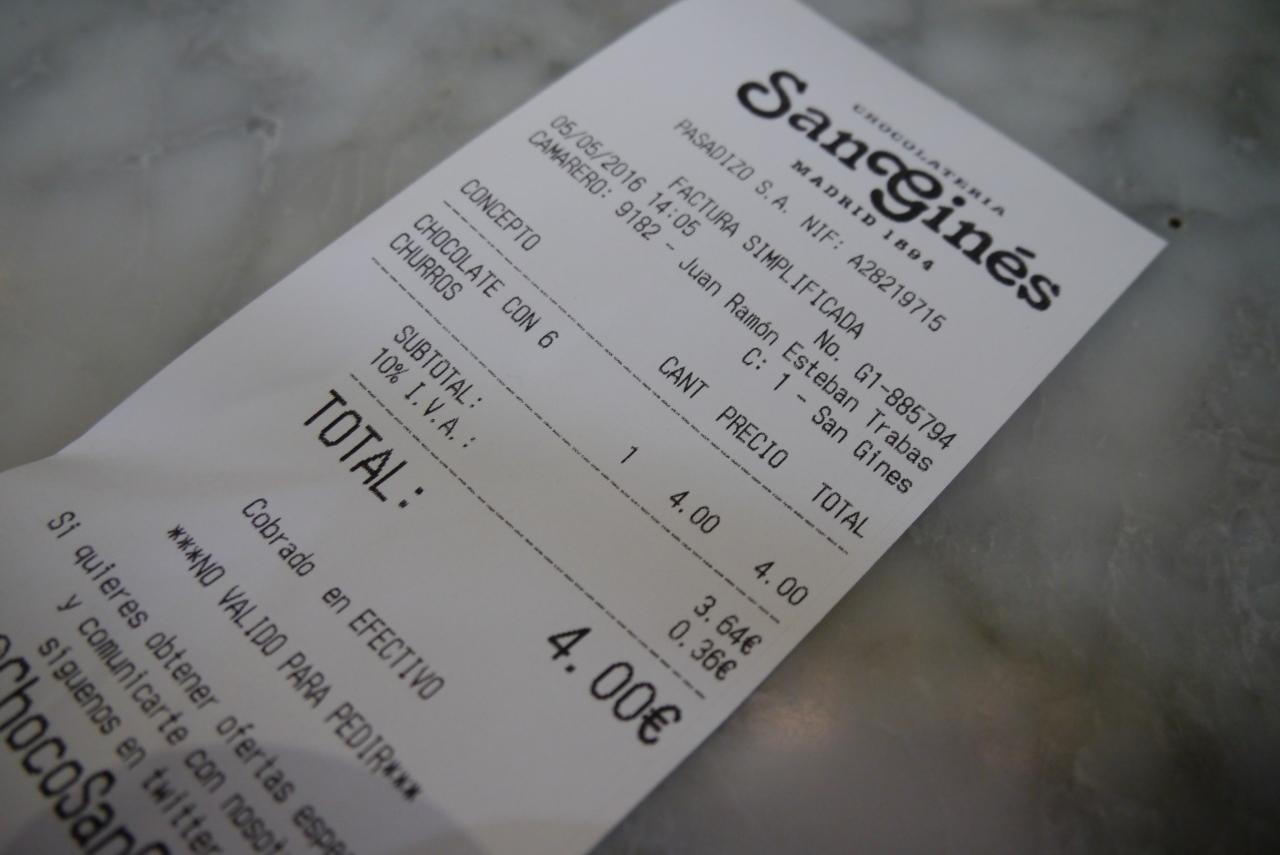 CHOCOLATERIA
San Ginés
MADRID 1894
PASADIZO S.A. NIF: A28219715
FACTURA SIMPLIFICADA
05/05/2016 14:05 No. G1-885794
CAMARERO: 9182 - Juan Ramón Esteban Trabas
C: 1 - San Gines
CONCEPTO CANT PRECIO TOTAL
CHOCOLATE CON 6 1 4.00 4.00
CHURROS
SUBTOTAL: 3.64€
10% I.V.A.: 0.36€
TOTAL: 4.00€
Cobrado en EFECTIVO
***NO VALIDO PARA PEDIR***
Si quieres obtener ofertas
y comunicarte con
síguenos en twitter